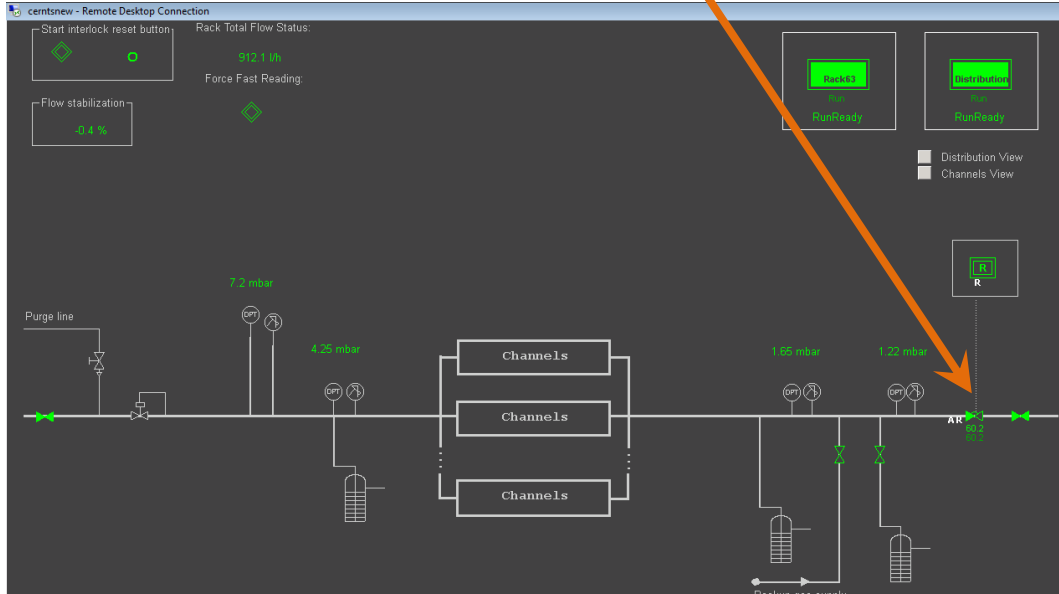 cerntsnew - Remote Desktop Connection
Start interlock reset button
Rack Total Flow Status:
912.1 l/h
Force Fast Reading:
Flow stabilization
-0.4 %
Rack63
Run
RunReady
Distribution
Run
RunReady
Distribution View
Channels View
R
R
7.2 mbar
Purge line
DPT
4.25 mbar
DPT
Channels
Channels
Channels
1.65 mbar
1.22 mbar
DPT
DPT
AR
60.2
60.2
Backup gas supply